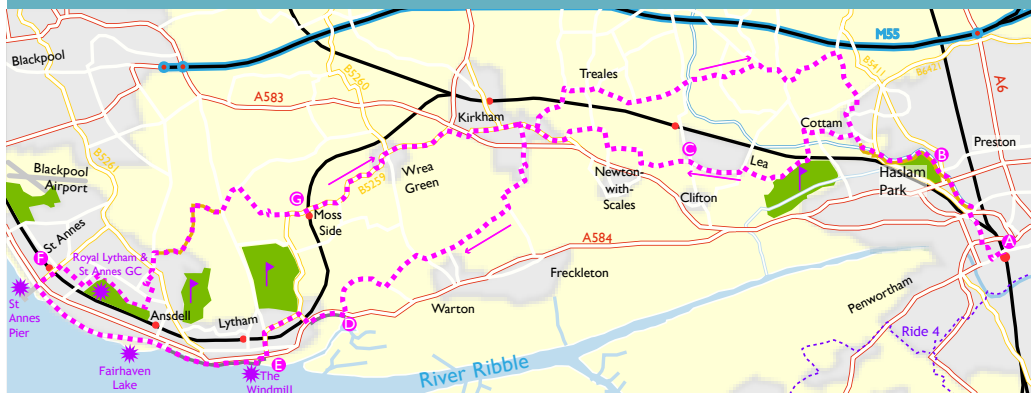 M55
Blackpool
Treales
B5260
B5411
B6421
A6
A583
Kirkham
Cottam
B5261
C
Lea
B
Preston
Blackpool
Airport
Wrea
Green
B5259
Newton-
with-
Scales
Haslam
Park
G
Moss
Side
Clifton
St Annes
A584
A
F
Royal Lytham &
St Annes GC
Freckleton
Penwortham
St
Annes
Pier
Ansdell
Lytham
Warton
D
Ride 4
Fairhaven
Lake
E
The
Windmill
River Ribble